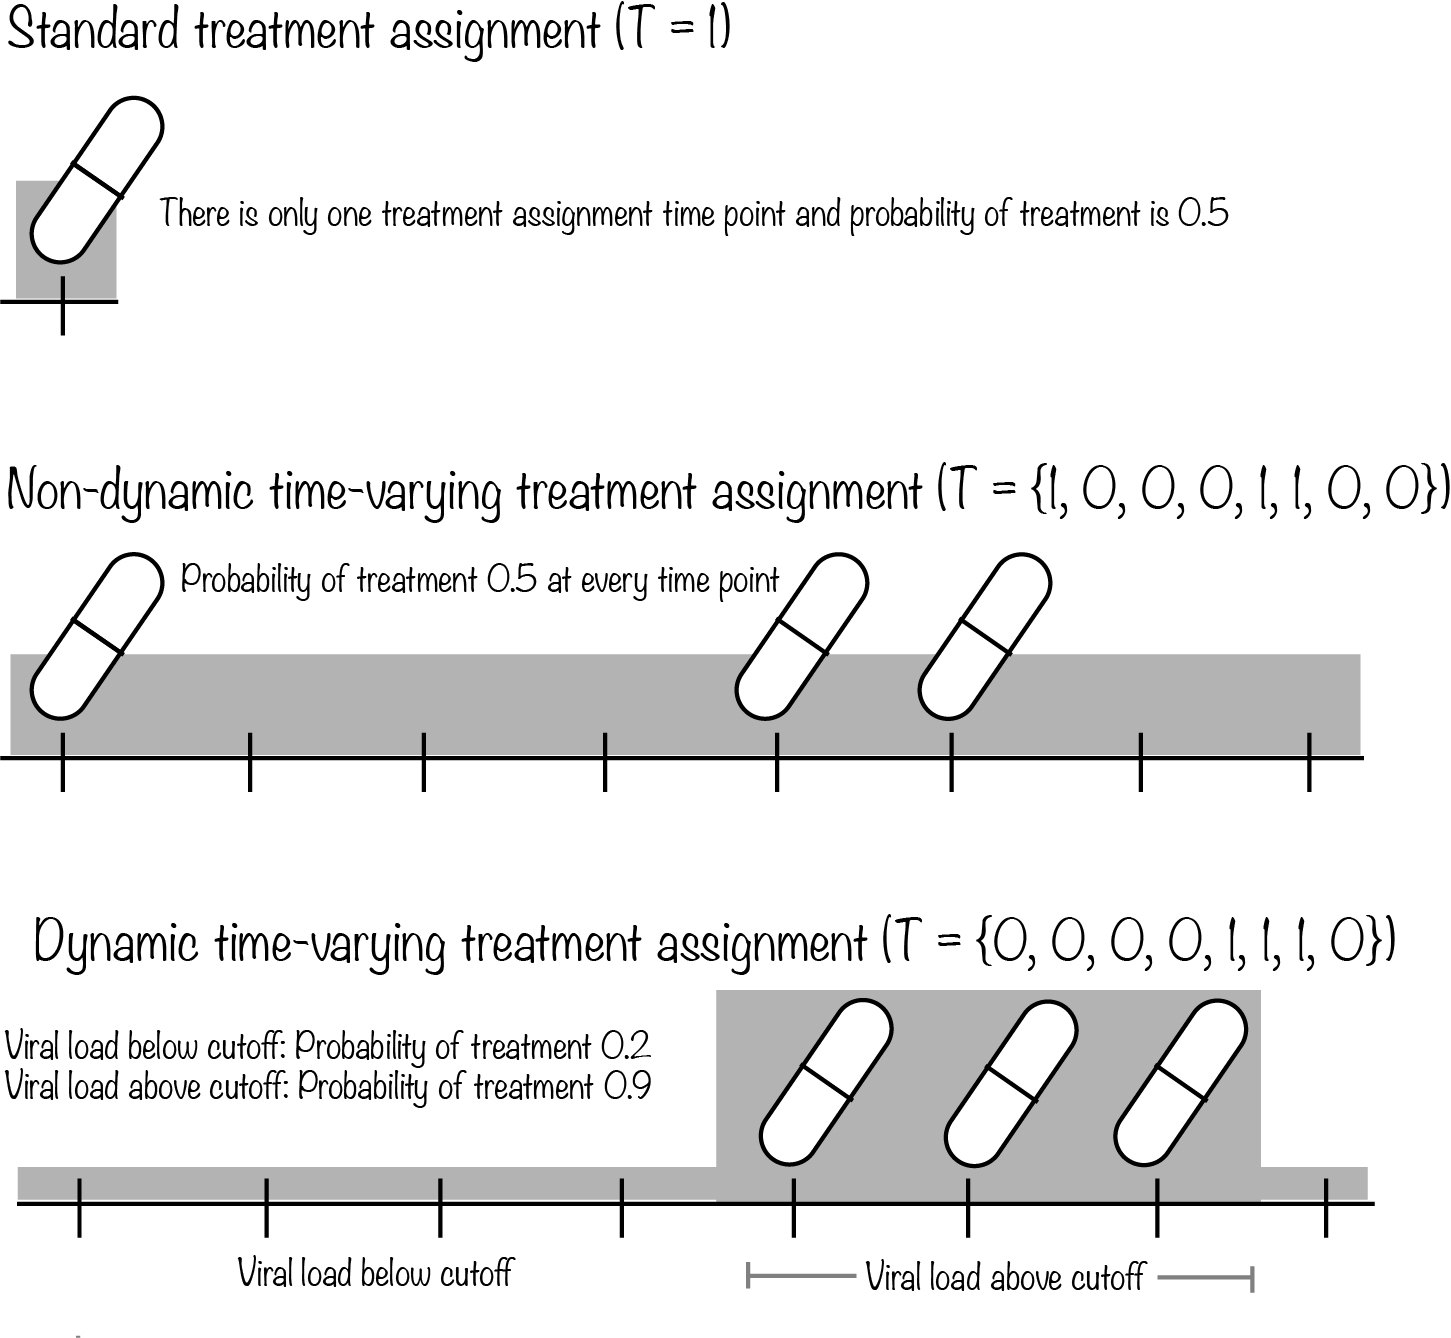 Standard treatment assignment (T = 1)
There is only one treatment assignment time point and probability of treatment is 0.5
Non-dynamic time-varying treatment assignment (T = {1, 0, 0, 0, 1, 1, 0, 0})
Probability of treatment 0.5 at every time point
Dynamic time-varying treatment assignment (T = {0, 0, 0, 0, 1, 1, 1, 0})
Viral load below cutoff: Probability of treatment 0.2
Viral load above cutoff: Probability of treatment 0.9
Viral load below cutoff
Viral load above cutoff